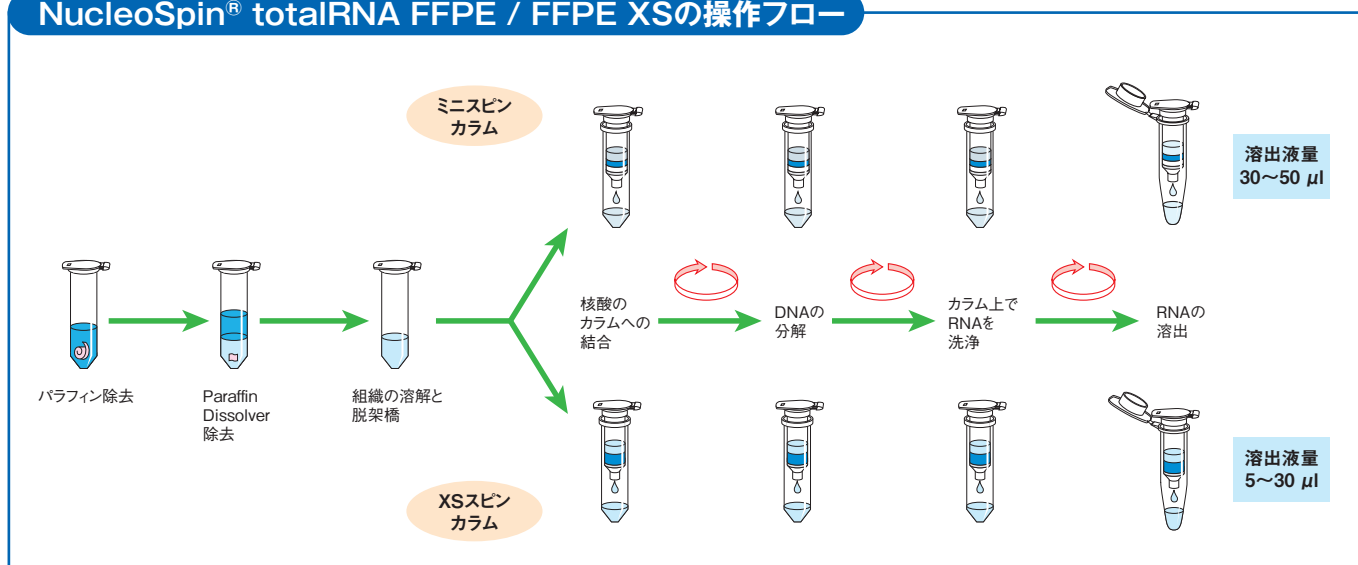 NucleoSpin® totalRNA FFPE / FFPE XSの操作フロー
ミニスピン
カラム
溶出液量
30〜50 μl
パラフィン除去
Paraffin
Dissolver
除去
組織の溶解と
脱架橋
核酸の
カラムへの
結合
DNAの
分解
カラム上で
RNAを
洗浄
RNAの
溶出
XSスピン
カラム
溶出液量
5〜30 μl